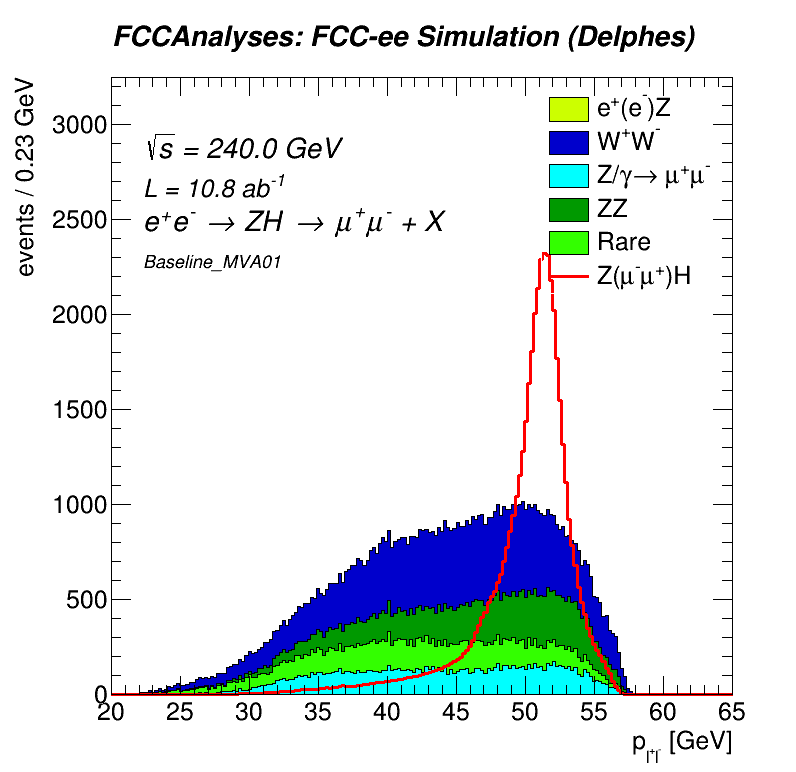 FCCAnalyses: FCC-ee Simulation (Delphes)
events / 0.23 GeV
3000
2500
2000
1500
1000
500
0
√s = 240.0 GeV
L = 10.8 ab⁻¹
e⁺e⁻ → ZH → μ⁺μ⁻ + X
Baseline_MVA01
e⁺(e⁻)Z
W⁺W⁻
Z/γ→ μ⁺μ⁻
ZZ
Rare
Z(μ⁻μ⁺)H
20 25 30 35 40 45 50 55 60 65
p_l⁺l⁻ [GeV]